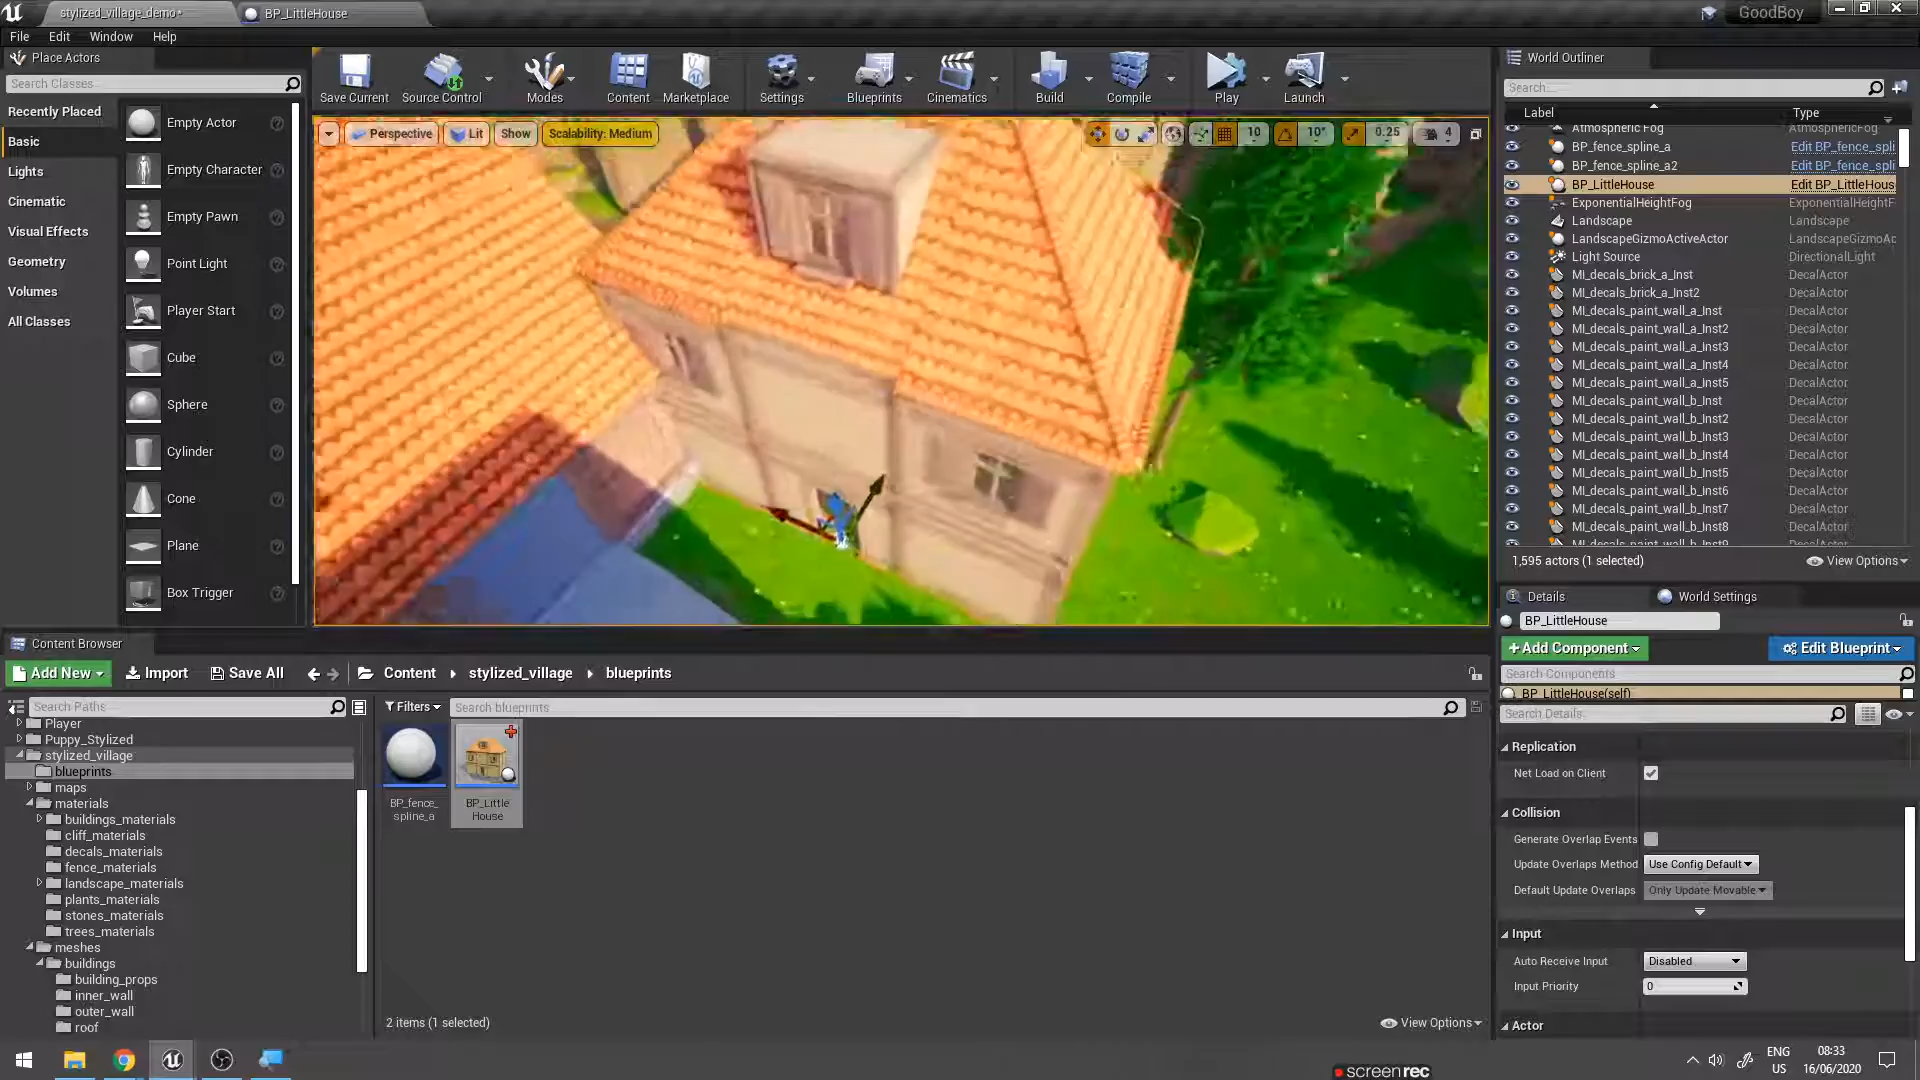 stylized_village_demo*
BP_LittleHouse
GoodBoy
File Edit Window Help
Place Actors
Search Classes
Recently Placed
Basic
Lights
Cinematic
Visual Effects
Geometry
Volumes
All Classes
Empty Actor
Empty Character
Empty Pawn
Point Light
Player Start
Cube
Sphere
Cylinder
Cone
Plane
Box Trigger
Save Current
Source Control
Modes
Content
Marketplace
Settings
Blueprints
Cinematics
Build
Compile
Play
Launch
Perspective
Lit
Show
Scalability: Medium
10
10°
0.25
4
World Outliner
Search...
Label Type
Atmospheric Fog AtmosphericFog
BP_fence_spline_a Edit BP_fence_spli
BP_fence_spline_a2 Edit BP_fence_spli
BP_LittleHouse Edit BP_LittleHous
ExponentialHeightFog ExponentialHeightF
Landscape Landscape
LandscapeGizmoActiveActor LandscapeGizmoAc
Light Source DirectionalLight
MI_decals_brick_a_Inst DecalActor
MI_decals_brick_a_Inst2 DecalActor
MI_decals_paint_wall_a_Inst DecalActor
MI_decals_paint_wall_a_Inst2 DecalActor
MI_decals_paint_wall_a_Inst3 DecalActor
MI_decals_paint_wall_a_Inst4 DecalActor
MI_decals_paint_wall_a_Inst5 DecalActor
MI_decals_paint_wall_b_Inst DecalActor
MI_decals_paint_wall_b_Inst2 DecalActor
MI_decals_paint_wall_b_Inst3 DecalActor
MI_decals_paint_wall_b_Inst4 DecalActor
MI_decals_paint_wall_b_Inst5 DecalActor
MI_decals_paint_wall_b_Inst6 DecalActor
MI_decals_paint_wall_b_Inst7 DecalActor
MI_decals_paint_wall_b_Inst8 DecalActor
MI_decals_paint_wall_b_Inst9 DecalActor
1,595 actors (1 selected)
View Options
Details
World Settings
BP_LittleHouse
+Add Component
Edit Blueprint
Search Components
BP_LittleHouse(self)
Search Details
Replication
Net Load on Client
Collision
Generate Overlap Events
Update Overlaps Method Use Config Default
Default Update Overlaps Only Update Movable
Input
Auto Receive Input Disabled
Input Priority 0
Actor
Content Browser
Add New
Import
Save All
Content
stylized_village
blueprints
Search Paths
Filters
Search blueprints
Player
Puppy_Stylized
stylized_village
blueprints
maps
materials
buildings_materials
cliff_materials
decals_materials
fence_materials
landscape_materials
plants_materials
stones_materials
trees_materials
meshes
buildings
building_props
inner_wall
outer_wall
roof
BP_fence_
spline_a
BP_Little
House
2 items (1 selected)
View Options
screenrec
ENG
US
08:33
16/06/2020